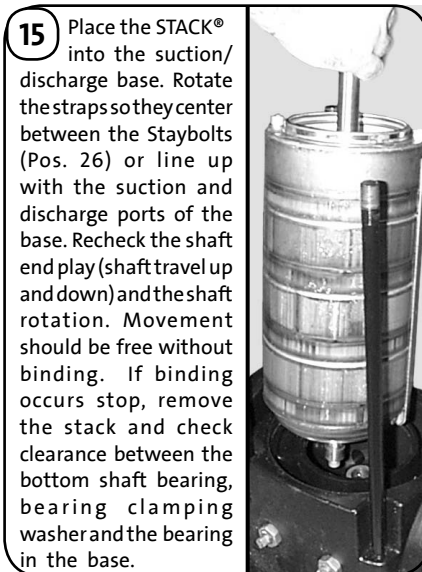 15 Place the STACK®
into the suction/
discharge base. Rotate
the straps so they center
between the Staybolts
(Pos. 26) or line up
with the suction and
discharge ports of the
base. Recheck the shaft
end play (shaft travel up
and down) and the shaft
rotation. Movement
should be free without
binding. If binding
occurs stop, remove
the stack and check
clearance between the
bottom shaft bearing,
bearing clamping
washer and the bearing
in the base.